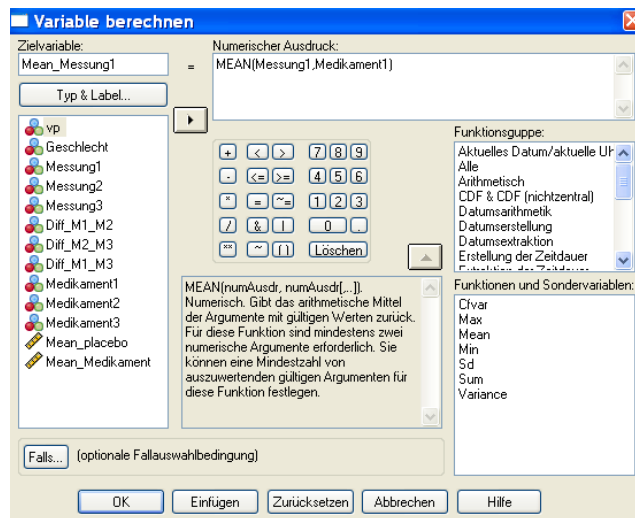 Variable berechnen
Zielvariable:
Mean_Messung1
=
Numerischer Ausdruck:
MEAN(Messung1,Medikament1)
Typ & Label...
vp
Geschlecht
Messung1
Messung2
Messung3
Diff_M1_M2
Diff_M2_M3
Diff_M1_M3
Medikament1
Medikament2
Medikament3
Mean_placebo
Mean_Medikament
+ < > 7 8 9
- <= >= 4 5 6
* = ~= 1 2 3
/ & | 0 .
** ~ () Löschen
Funktionsgruppe:
Aktuelles Datum/aktuelle Uh
Alle
Arithmetisch
CDF & CDF (nichtzentral)
Datumsarithmetik
Datumserstellung
Datumsextraktion
Erstellung der Zeitdauer
Extraktion der Zeitdauer
MEAN(numAusdr, numAusdr[,...]).
Numerisch. Gibt das arithmetische Mittel
der Argumente mit gültigen Werten zurück.
Für diese Funktion sind mindestens zwei
numerische Argumente erforderlich. Sie
können eine Mindestzahl von
auszuwertenden gültigen Argumenten für
diese Funktion festlegen.
Funktionen und Sondervariablen:
Cfvar
Max
Mean
Min
Sd
Sum
Variance
Falls... (optionale Fallauswahlbedingung)
OK Einfügen Zurücksetzen Abbrechen Hilfe